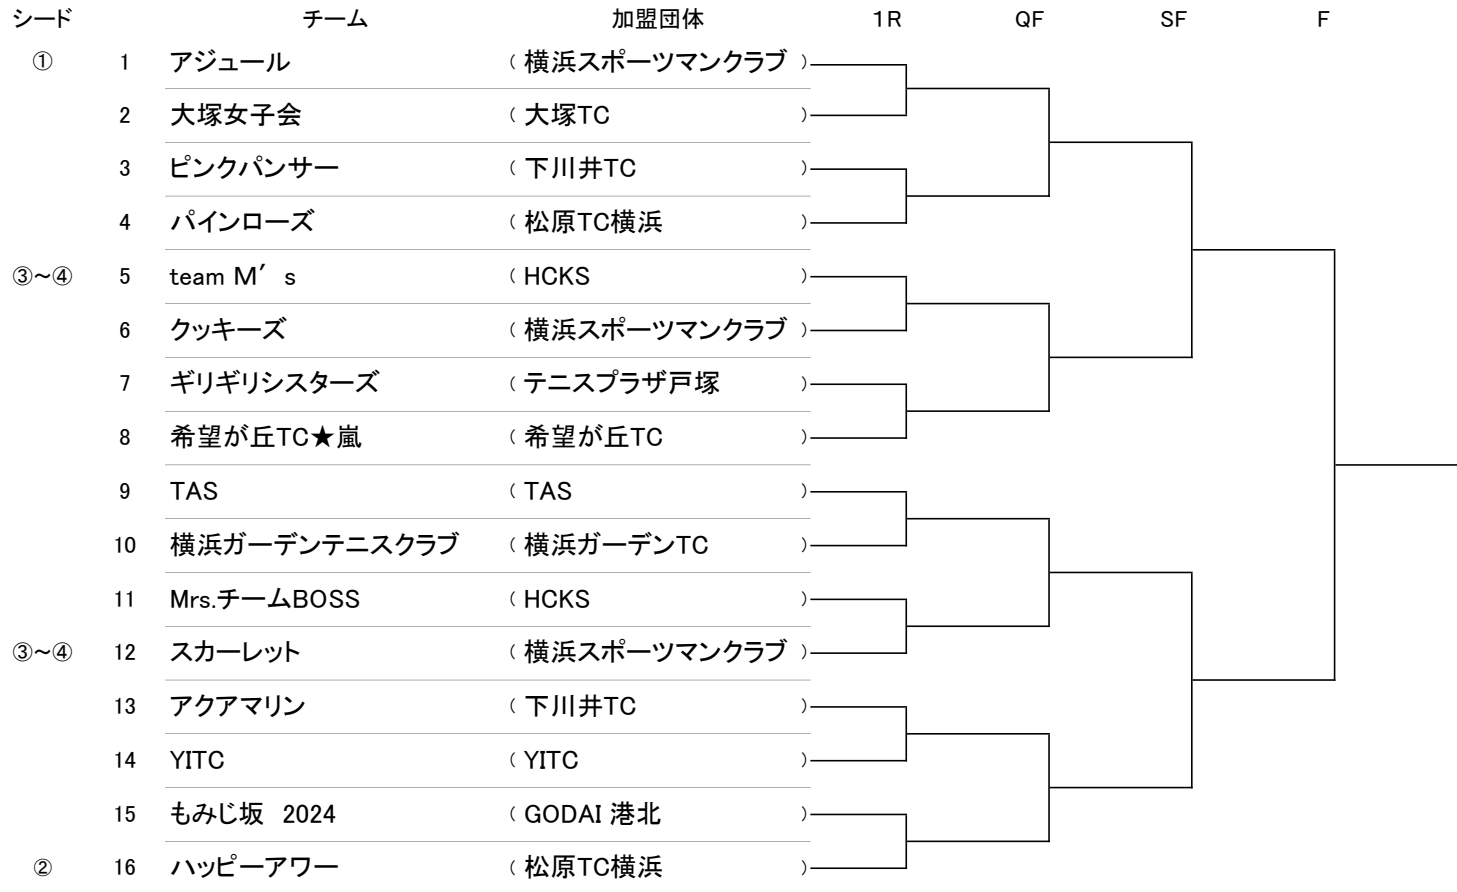 シード チーム 加盟団体 1R QF SF F
① 1 アジュール ( 横浜スポーツマンクラブ )
2 大塚女子会 ( 大塚TC )
3 ピンクパンサー ( 下川井TC )
4 パインローズ ( 松原TC横浜 )
③～④ 5 team M′ s ( HCKS )
6 クッキーズ ( 横浜スポーツマンクラブ )
7 ギリギリシスターズ ( テニスプラザ戸塚 )
8 希望が丘TC★嵐 ( 希望が丘TC )
9 TAS ( TAS )
10 横浜ガーデンテニスクラブ ( 横浜ガーデンTC )
11 Mrs.チームBOSS ( HCKS )
③～④ 12 スカーレット ( 横浜スポーツマンクラブ )
13 アクアマリン ( 下川井TC )
14 YITC ( YITC )
15 もみじ坂　2024 ( GODAI 港北 )
② 16 ハッピーアワー ( 松原TC横浜 )